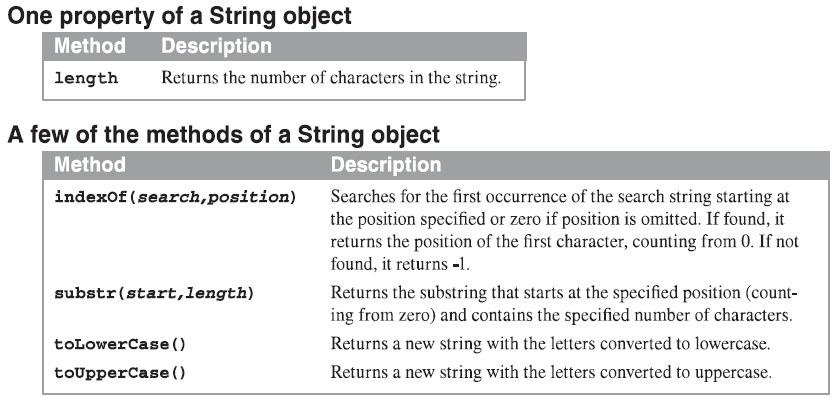 One property of a String object
Method Description
length Returns the number of characters in the string.
A few of the methods of a String object
Method Description
indexOf(search,position) Searches for the first occurrence of the search string starting at
the position specified or zero if position is omitted. If found, it
returns the position of the first character, counting from 0. If not
found, it returns -1.
substr(start,length) Returns the substring that starts at the specified position (count-
ing from zero) and contains the specified number of characters.
toLowerCase() Returns a new string with the letters converted to lowercase.
toUpperCase() Returns a new string with the letters converted to uppercase.